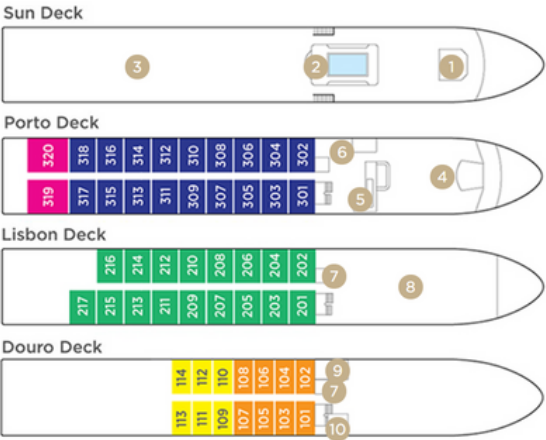 Sun Deck
3 2 1
Porto Deck
320 318 316 314 312 310 308 306 304 302 6
4
319 317 315 313 311 309 307 305 303 301 5
Lisbon Deck
216 214 212 210 208 206 204 202 7
8
217 215 213 211 209 207 205 203 201
Douro Deck
114 112 110 108 106 104 102 9
7
113 111 109 107 105 103 101 10